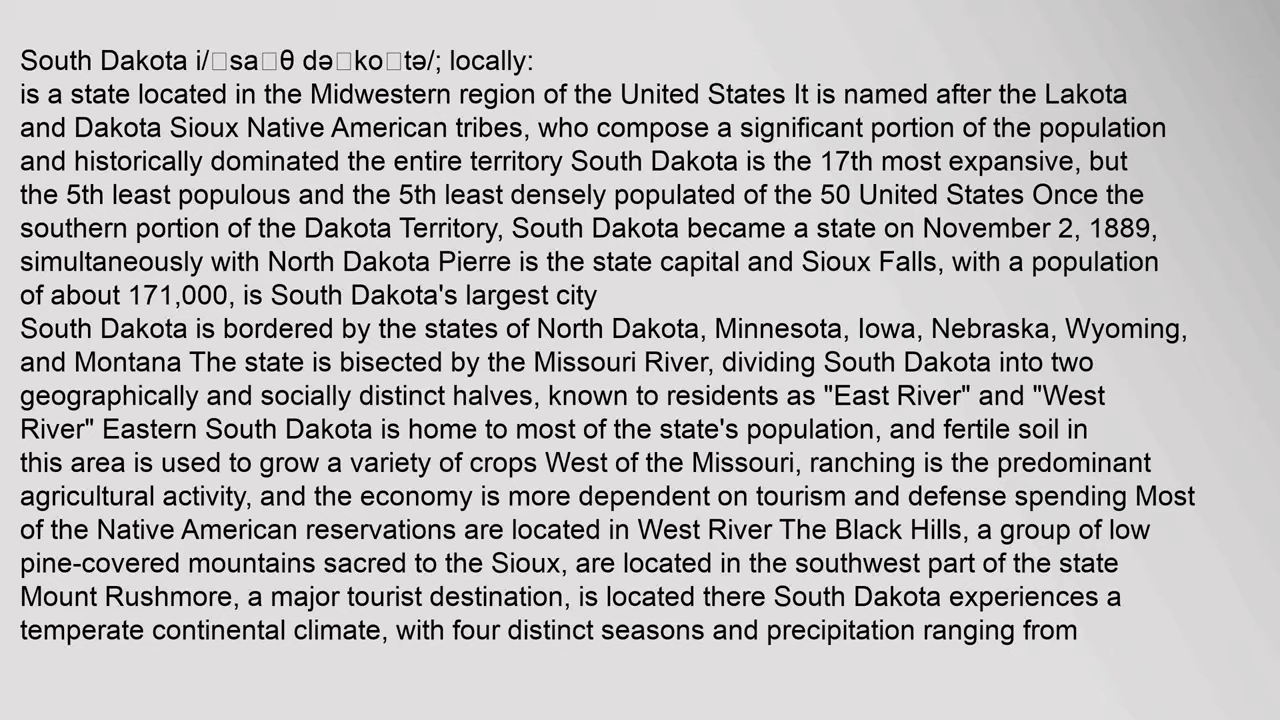 South Dakota i/□sa□θ də□ko□tə/; locally:
is a state located in the Midwestern region of the United States It is named after the Lakota
and Dakota Sioux Native American tribes, who compose a significant portion of the population
and historically dominated the entire territory South Dakota is the 17th most expansive, but
the 5th least populous and the 5th least densely populated of the 50 United States Once the
southern portion of the Dakota Territory, South Dakota became a state on November 2, 1889,
simultaneously with North Dakota Pierre is the state capital and Sioux Falls, with a population
of about 171,000, is South Dakota's largest city
South Dakota is bordered by the states of North Dakota, Minnesota, Iowa, Nebraska, Wyoming,
and Montana The state is bisected by the Missouri River, dividing South Dakota into two
geographically and socially distinct halves, known to residents as "East River" and "West
River" Eastern South Dakota is home to most of the state's population, and fertile soil in
this area is used to grow a variety of crops West of the Missouri, ranching is the predominant
agricultural activity, and the economy is more dependent on tourism and defense spending Most
of the Native American reservations are located in West River The Black Hills, a group of low
pine-covered mountains sacred to the Sioux, are located in the southwest part of the state
Mount Rushmore, a major tourist destination, is located there South Dakota experiences a
temperate continental climate, with four distinct seasons and precipitation ranging from